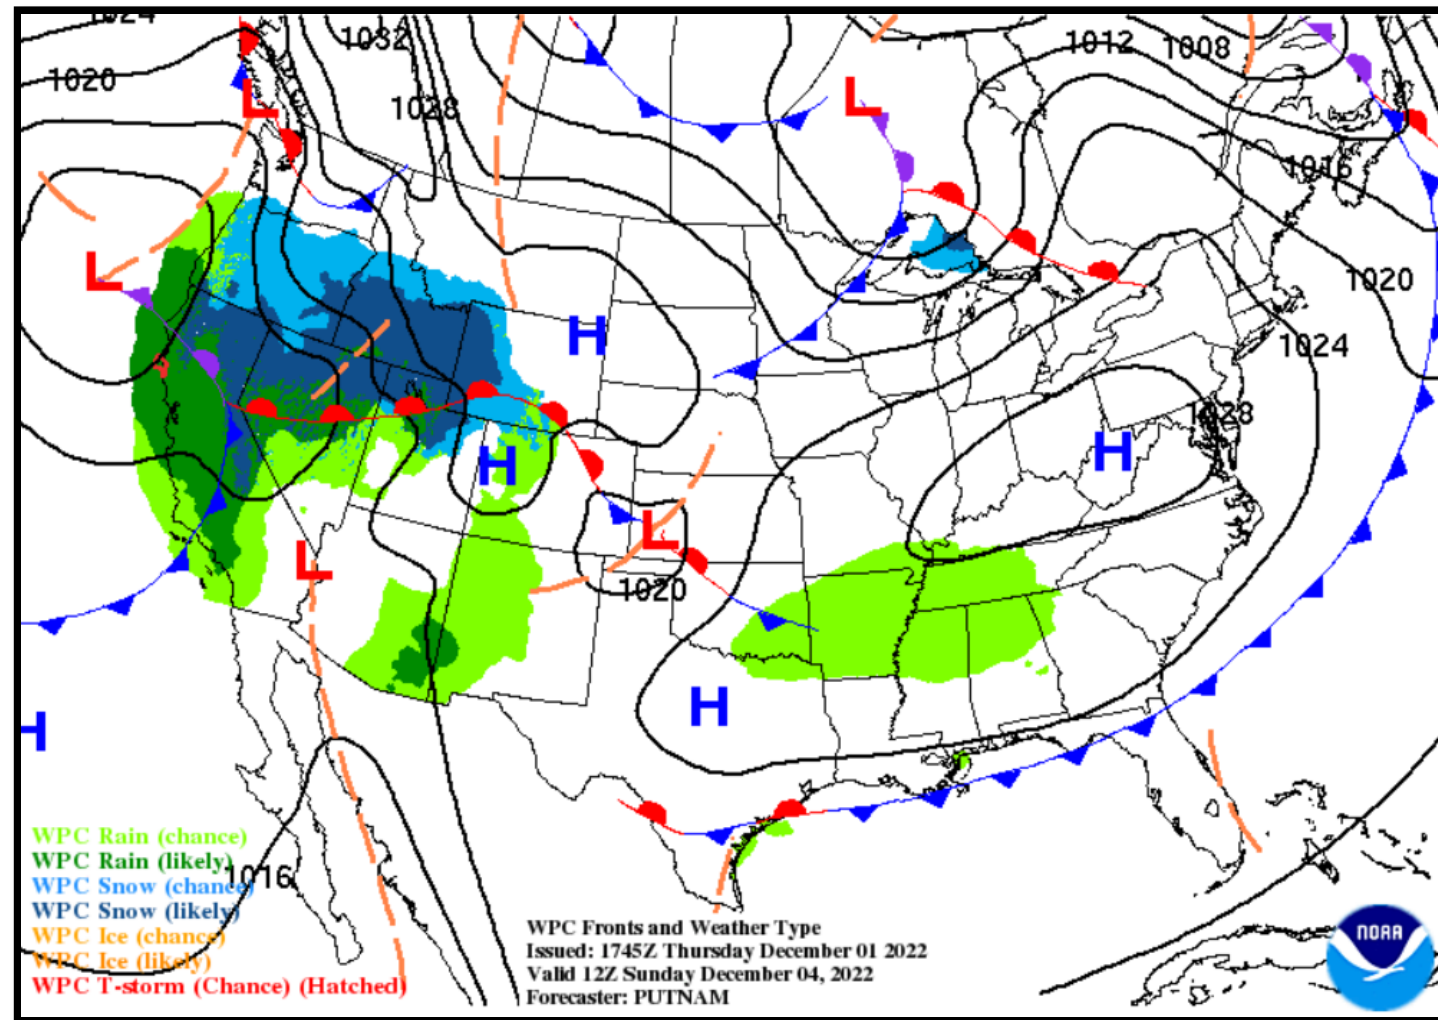 1024
1032
1012
1008
1020
1028
1016
1020
L
L
L
H
1024
1028
H
H
L
L
1020
H
H
1016
WPC Rain (chance)
WPC Rain (likely)
WPC Snow (chance)
WPC Snow (likely)
WPC Ice (chance)
WPC Ice (likely)
WPC T-storm (Chance) (Hatched)
WPC Fronts and Weather Type
Issued: 1745Z Thursday December 01 2022
Valid 12Z Sunday December 04, 2022
Forecaster: PUTNAM
NOAA